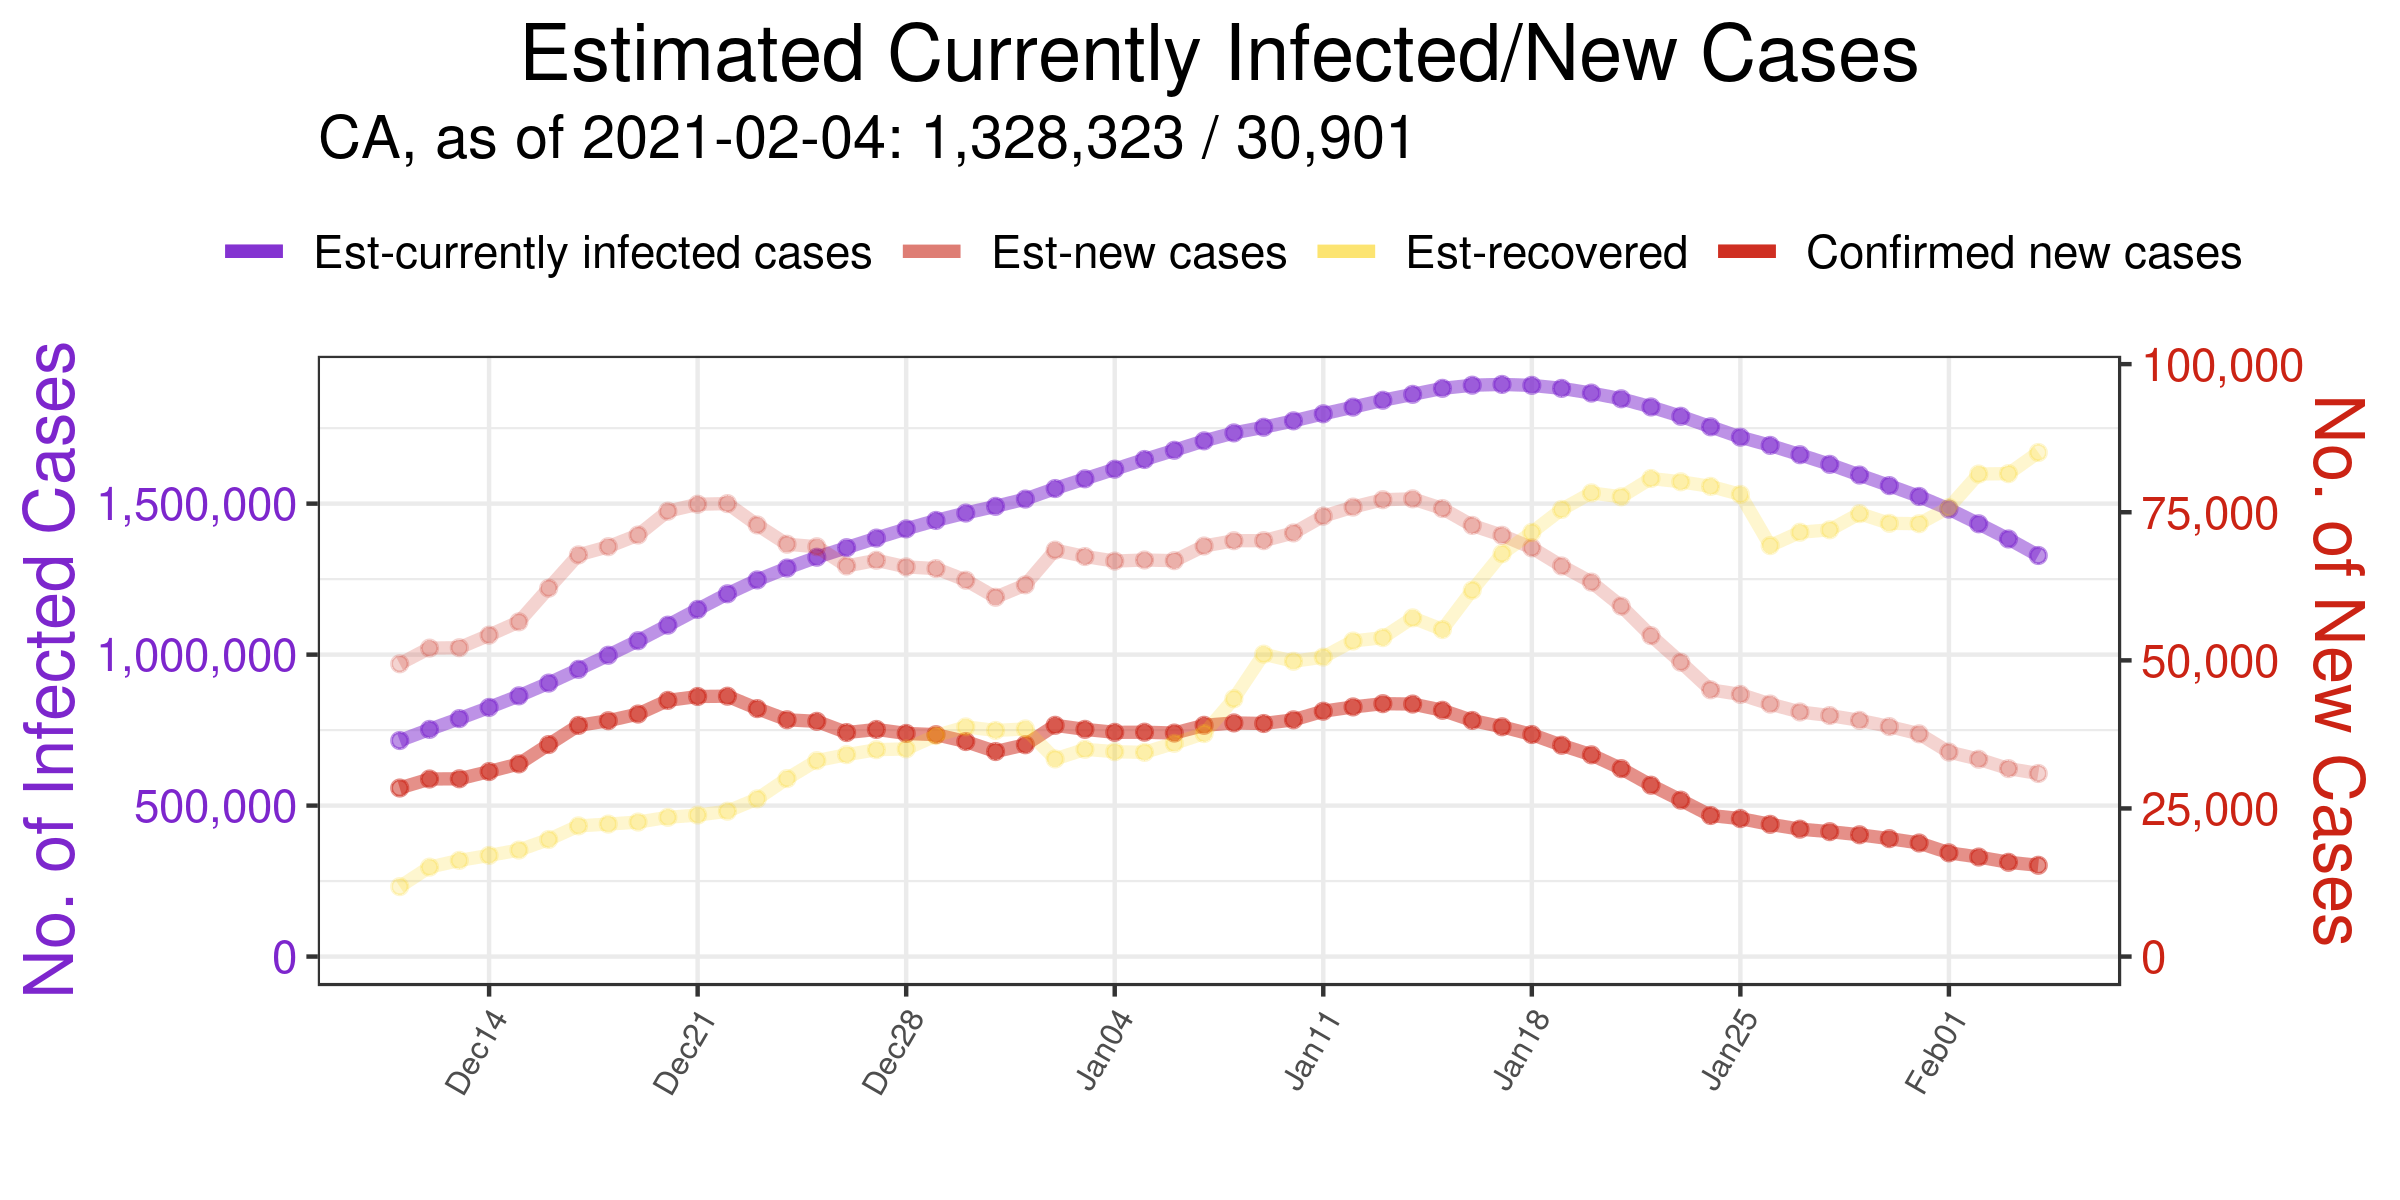 Estimated Currently Infected/New Cases
CA, as of 2021-02-04: 1,328,323 / 30,901
Est-currently infected cases Est-new cases Est-recovered Confirmed new cases
No. of Infected Cases
1,500,000
1,000,000
500,000
0
100,000
75,000
50,000
25,000
0
No. of New Cases
Dec14 Dec21 Dec28 Jan04 Jan11 Jan18 Jan25 Feb01